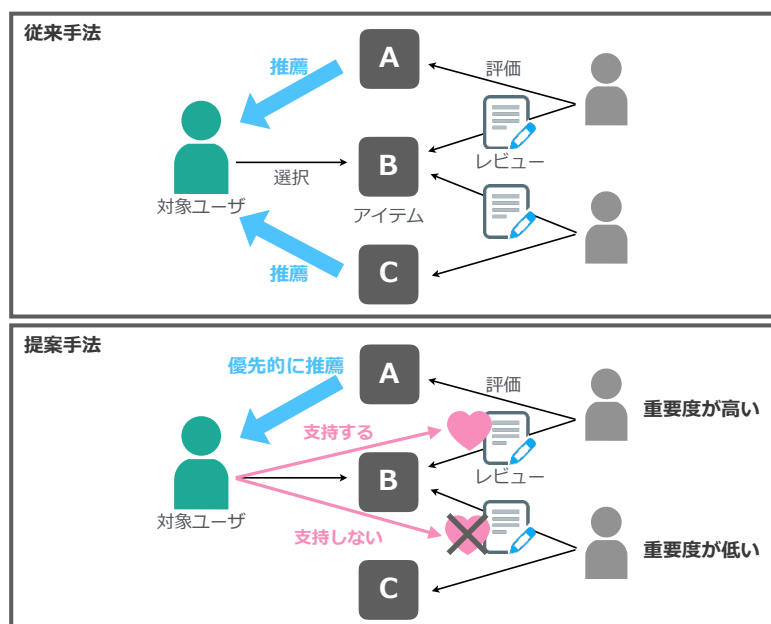 従来手法
A
推薦
評価
B
レビュー
選択
対象ユーザ
アイテム
C
推薦
提案手法
優先的に推薦
A
評価
重要度が高い
支持する
B
レビュー
対象ユーザ
支持しない
重要度が低い
C